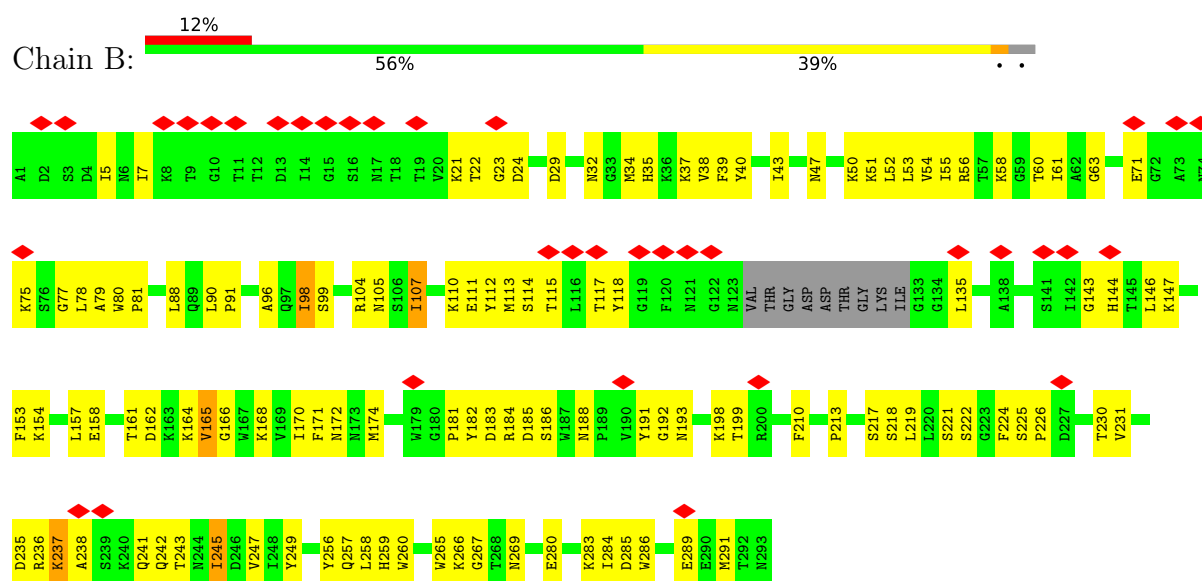 12%
Chain B:
56% 39% • •
A1 D2 S3 D4 I5 N6 I7 K8 T9 G10 T11 T12 D13 I14 G15 S16 N17 T18 T19 V20 K21 T22 G23 D24 D29 N32 G33 M34 H35 K36 K37 V38 F39 Y40 I43 N47 K50 K51 L52 L53 V54 I55 R56 T57 K58 G59 T60 I61 A62 G63 E71 G72 A73 N74
K75 S76 G77 L78 A79 W80 P81 L88 Q89 L90 P91 A96 Q97 I98 S99 R104 N105 S106 I107 K110 E111 Y112 M113 S114 T115 L116 T117 Y118 G119 F120 N121 G122 N123 VAL THR GLY ASP ASP THR GLY LYS ILE G133 G134 L135 A138 S141 I142 G143 H144 T145 L146 K147
F153 K154 L157 E158 T161 D162 K163 K164 V165 G166 W167 K168 V169 I170 F171 N172 N173 M174 W179 G180 P181 Y182 D183 R184 D185 S186 W187 N188 P189 V190 Y191 G192 N193 K198 T199 R200 F210 P213 S217 S218 L219 L220 S221 S222 G223 F224 S225 P226 D227 T230 V231
D235 R236 K237 A238 S239 K240 Q241 Q242 T243 N244 I245 D246 V247 I248 Y249 Y256 Q257 L258 H259 W260 W265 K266 G267 T268 N269 E280 K283 I284 D285 W286 E289 E290 M291 T292 N293